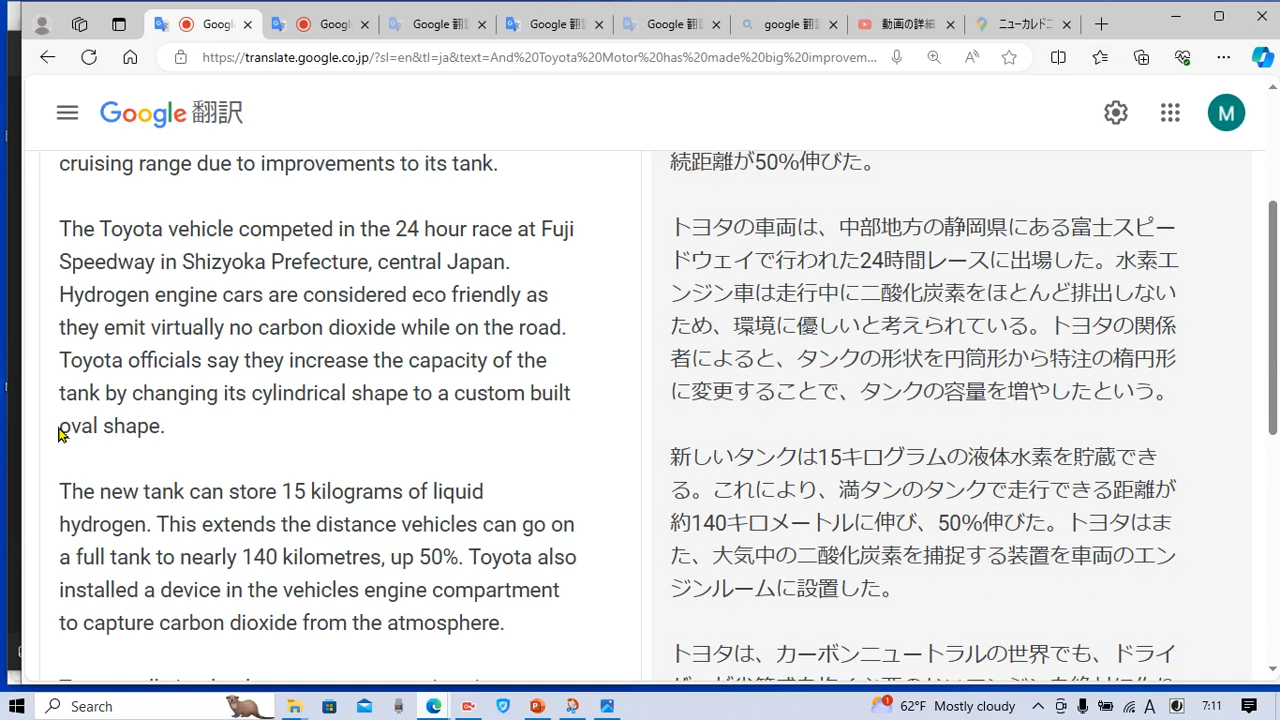 Google 翻訳
Google
Google 翻
Google 翻訳
Google 翻
google 翻訳
動画の詳細
ニューカレドニ
https://translate.google.co.jp/?sl=en&tl=ja&text=And%20Toyota%20Motor%20has%20made%20big%20improvem...
Google 翻訳
M
cruising range due to improvements to its tank.
The Toyota vehicle competed in the 24 hour race at Fuji
Speedway in Shizyoka Prefecture, central Japan.
Hydrogen engine cars are considered eco friendly as
they emit virtually no carbon dioxide while on the road.
Toyota officials say they increase the capacity of the
tank by changing its cylindrical shape to a custom built
oval shape.
The new tank can store 15 kilograms of liquid
hydrogen. This extends the distance vehicles can go on
a full tank to nearly 140 kilometres, up 50%. Toyota also
installed a device in the vehicles engine compartment
to capture carbon dioxide from the atmosphere.
続距離が50%伸びた。
トヨタの車両は、中部地方の静岡県にある富士スピー
ドウェイで行われた24時間レースに出場した。水素エ
ンジン車は走行中に二酸化炭素をほとんど排出しない
ため、環境に優しいと考えられている。トヨタの関係
者によると、タンクの形状を円筒形から特注の楕円形
に変更することで、タンクの容量を増やしたという。
新しいタンクは15キログラムの液体水素を貯蔵でき
る。これにより、満タンのタンクで走行できる距離が
約140キロメートルに伸び、50%伸びた。トヨタはま
た、大気中の二酸化炭素を捕捉する装置を車両のエン
ジンルームに設置した。
トヨタは、カーボンニュートラルの世界でも、ドライ
Search
62°F Mostly cloudy
A
7:11